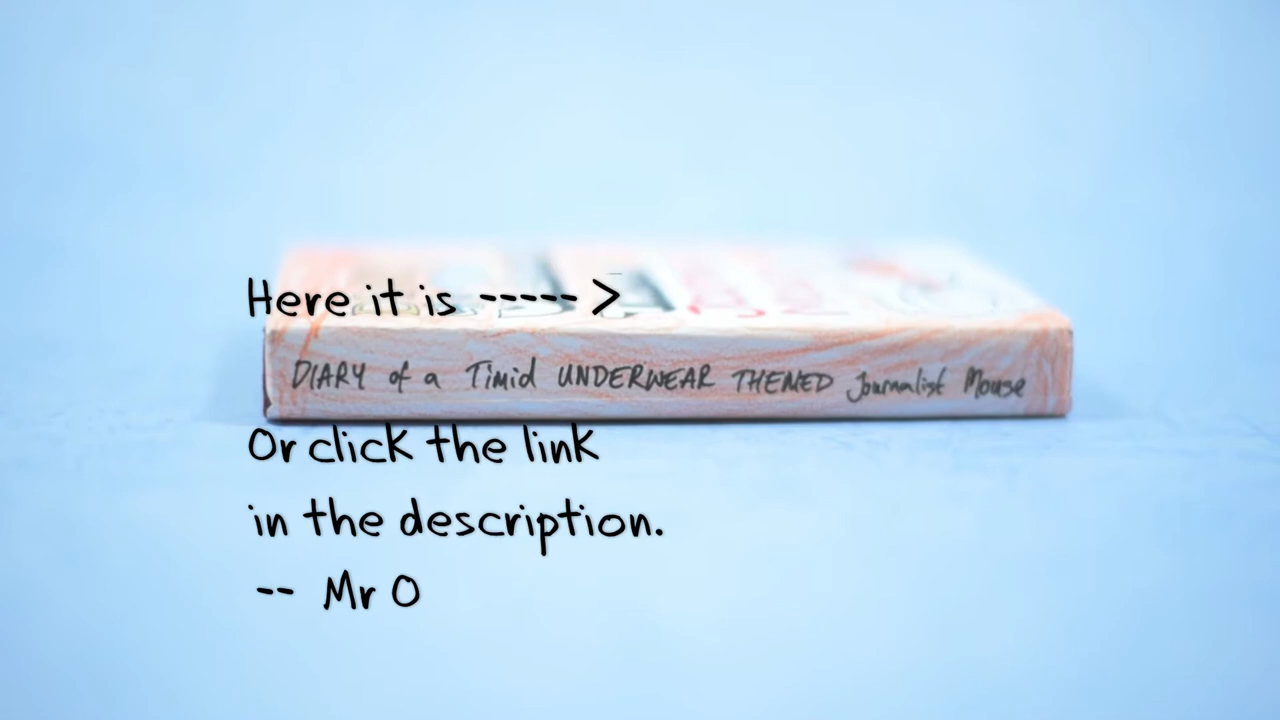 Here it is ----- >
DIARY of a Timid UNDERWEAR THEMED Journalist Mouse
Or click the link
in the description.
-- Mr O